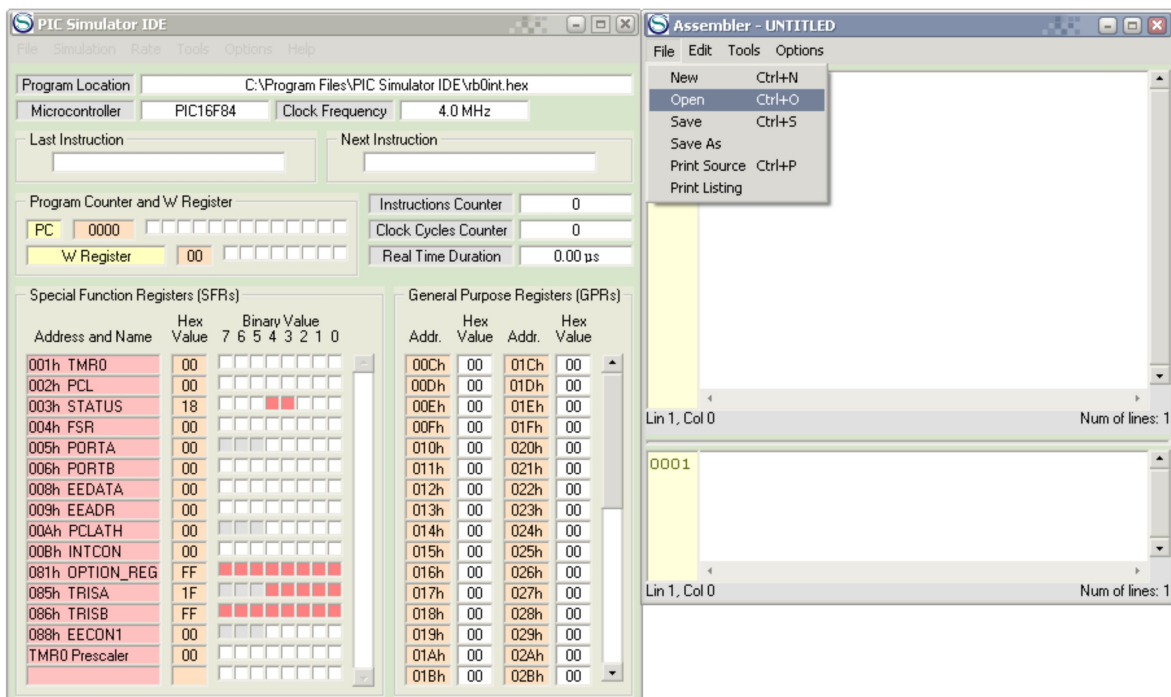 PIC Simulator IDE
File Simulation Rate Tools Options Help
Program Location C:\Program Files\PIC Simulator IDE\rb0int.hex
Microcontroller PIC16F84 Clock Frequency 4.0 MHz
Last Instruction Next Instruction
Program Counter and W Register
PC 0000
W Register 00
Instructions Counter 0
Clock Cycles Counter 0
Real Time Duration 0.00 µs
Special Function Registers (SFRs)
Hex Binary Value
Address and Name Value 7 6 5 4 3 2 1 0
001h TMR0 00
002h PCL 00
003h STATUS 18
004h FSR 00
005h PORTA 00
006h PORTB 00
008h EEDATA 00
009h EEADR 00
00Ah PCLATH 00
00Bh INTCON 00
081h OPTION_REG FF
085h TRISA 1F
086h TRISB FF
088h EECON1 00
TMR0 Prescaler 00
General Purpose Registers (GPRs)
Hex Hex
Addr. Value Addr. Value
00Ch 00 01Ch 00
00Dh 00 01Dh 00
00Eh 00 01Eh 00
00Fh 00 01Fh 00
010h 00 020h 00
011h 00 021h 00
012h 00 022h 00
013h 00 023h 00
014h 00 024h 00
015h 00 025h 00
016h 00 026h 00
017h 00 027h 00
018h 00 028h 00
019h 00 029h 00
01Ah 00 02Ah 00
01Bh 00 02Bh 00
Assembler - UNTITLED
File Edit Tools Options
New Ctrl+N
Open Ctrl+O
Save Ctrl+S
Save As
Print Source Ctrl+P
Print Listing
Lin 1, Col 0 Num of lines: 1
0001
Lin 1, Col 0 Num of lines: 1